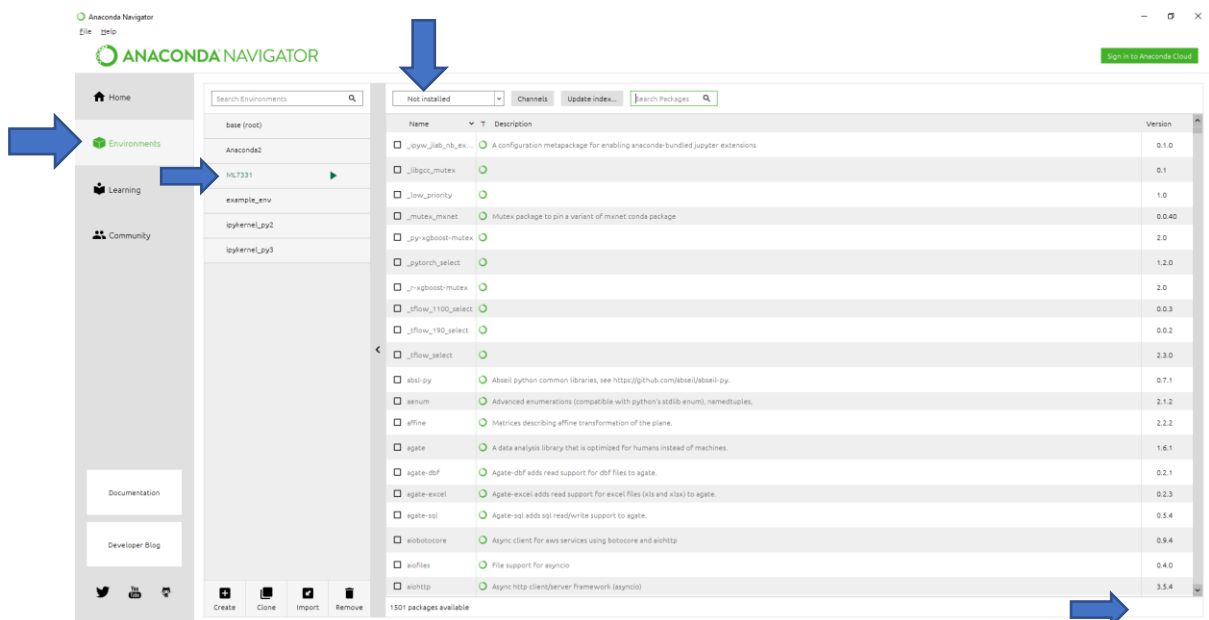 Anaconda Navigator
File Help
ANACONDA NAVIGATOR
Sign in to Anaconda Cloud
Home
Environments
Learning
Community
Documentation
Developer Blog
You Tube
Search Environments
base (root)
Anaconda2
ML7331
example_env
ipykernel_py2
ipykernel_py3
Create Clone Import Remove
Not installed Channels Update index... Search Packages
Name T Description Version
_ipyw_jlab_nb_ex... A configuration metapackage for enabling anaconda-bundled jupyter extensions 0.1.0
_libgcc_mutex 0.1
_low_priority 1.0
_mutex_mxnet Mutex package to pin a variant of mxnet conda package 0.0.40
_py-xgboost-mutex 2.0
_pytorch_select 1.2.0
_r-xgboost-mutex 2.0
_tflow_1100_select 0.0.3
_tflow_190_select 0.0.2
_tflow_select 2.3.0
absl-py Abseil python common libraries, see https://github.com/abseil/abseil-py. 0.7.1
aenum Advanced enumerations (compatible with python's stdlib enum), namedtuples, 2.1.2
affine Matrices describing affine transformation of the plane. 2.2.2
agate A data analysis library that is optimized for humans instead of machines. 1.6.1
agate-dbf Agate-dbf adds read support for dbf files to agate. 0.2.1
agate-excel Agate-excel adds read support for excel files (xls and xlsx) to agate. 0.2.3
agate-sql Agate-sql adds sql read/write support to agate. 0.5.4
aiobotocore Async client for aws services using botocore and aiohttp 0.9.4
aiofiles File support for asyncio 0.4.0
aiohttp Async http client/server framework (asyncio) 3.5.4
1501 packages available